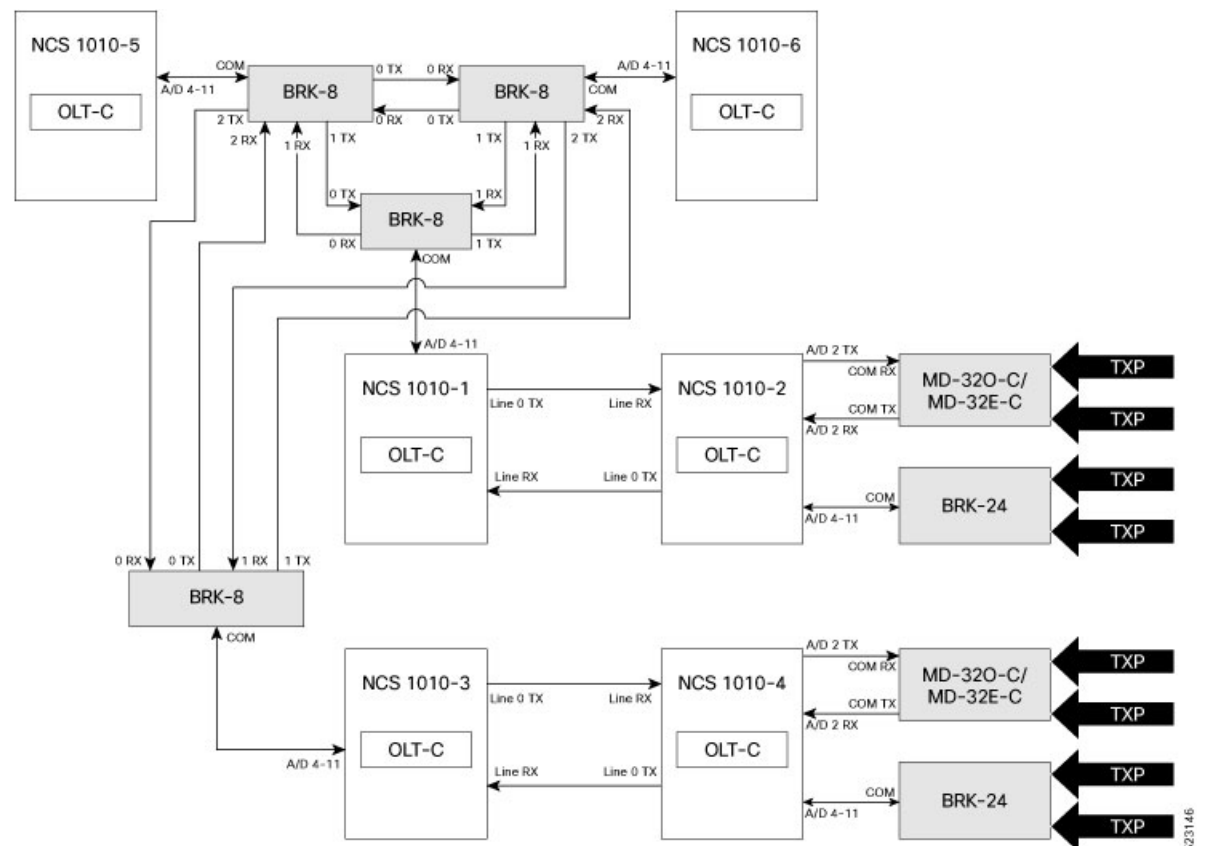 NCS 1010-5
OLT-C
COM
A/D 4-11
BRK-8
0 TX
0 RX
0 RX
0 TX
BRK-8
A/D 4-11
COM
NCS 1010-6
OLT-C
2 TX
2 RX
1 RX
1 TX
1 TX
2 TX
1 RX
2 RX
0 TX
1 RX
BRK-8
0 RX
1 TX
COM
A/D 4-11
NCS 1010-1
OLT-C
Line 0 TX
Line RX
Line RX
Line 0 TX
NCS 1010-2
OLT-C
A/D 2 TX
COM RX
COM TX
A/D 2 RX
MD-32O-C/
MD-32E-C
TXP
TXP
COM
A/D 4-11
BRK-24
TXP
TXP
0 RX
0 TX
1 RX
1 TX
BRK-8
COM
A/D 4-11
NCS 1010-3
OLT-C
Line 0 TX
Line RX
Line RX
Line 0 TX
NCS 1010-4
OLT-C
A/D 2 TX
COM RX
COM TX
A/D 2 RX
MD-32O-C/
MD-32E-C
TXP
TXP
COM
A/D 4-11
BRK-24
TXP
TXP